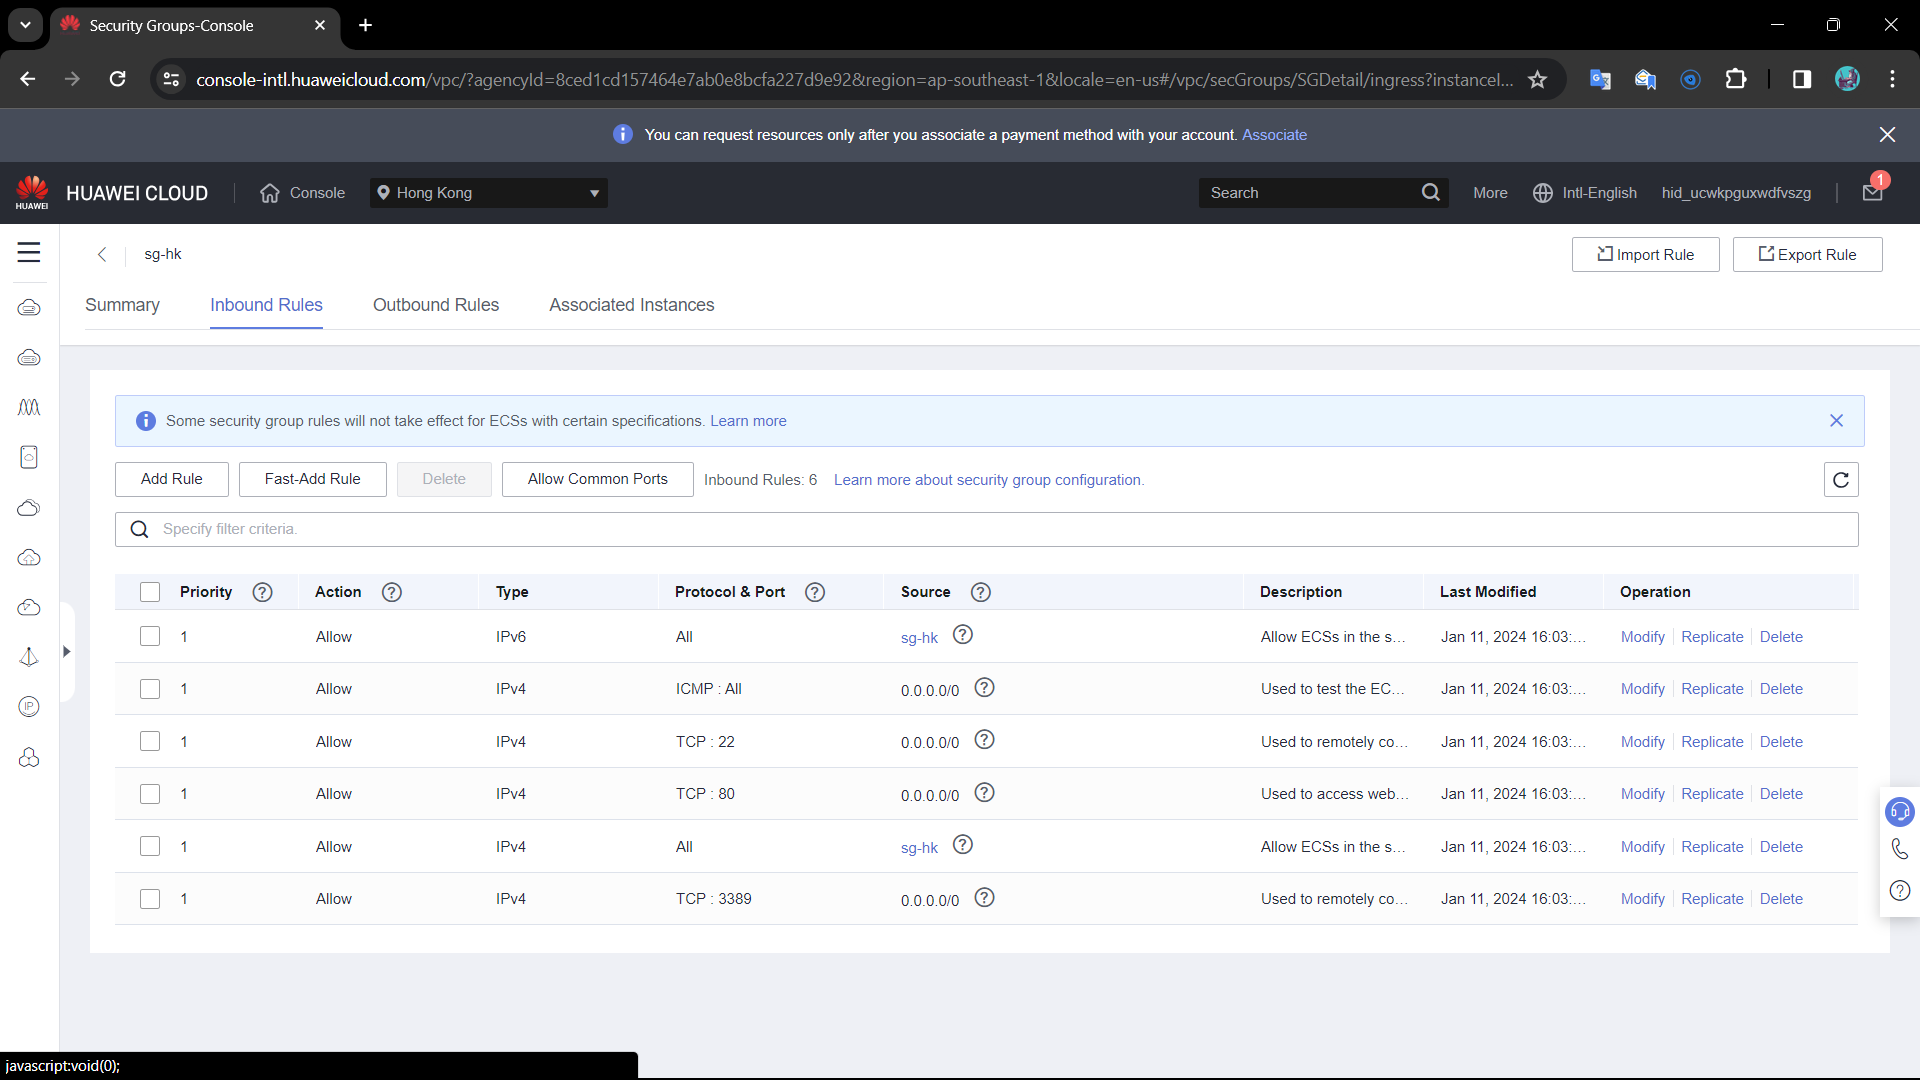 Security Groups-Console
console-intl.huaweicloud.com/vpc/?agencyId=8ced1cd157464e7ab0e8bcfa227d9e92&region=ap-southeast-1&locale=en-us#/vpc/secGroups/SGDetail/ingress?instanceI...
You can request resources only after you associate a payment method with your account. Associate
HUAWEI
HUAWEI CLOUD
Console
Hong Kong
Search
More
Intl-English
hid_ucwkpguxwdfvszg
1
sg-hk
Import Rule
Export Rule
Summary
Inbound Rules
Outbound Rules
Associated Instances
Some security group rules will not take effect for ECSs with certain specifications. Learn more
Add Rule
Fast-Add Rule
Delete
Allow Common Ports
Inbound Rules: 6
Learn more about security group configuration.
Specify filter criteria.
Priority Action Type Protocol & Port Source Description Last Modified Operation
1 Allow IPv6 All sg-hk Allow ECSs in the s... Jan 11, 2024 16:03:... Modify Replicate Delete
1 Allow IPv4 ICMP : All 0.0.0.0/0 Used to test the EC... Jan 11, 2024 16:03:... Modify Replicate Delete
1 Allow IPv4 TCP : 22 0.0.0.0/0 Used to remotely co... Jan 11, 2024 16:03:... Modify Replicate Delete
1 Allow IPv4 TCP : 80 0.0.0.0/0 Used to access web... Jan 11, 2024 16:03:... Modify Replicate Delete
1 Allow IPv4 All sg-hk Allow ECSs in the s... Jan 11, 2024 16:03:... Modify Replicate Delete
1 Allow IPv4 TCP : 3389 0.0.0.0/0 Used to remotely co... Jan 11, 2024 16:03:... Modify Replicate Delete
IP
javascript:void(0);